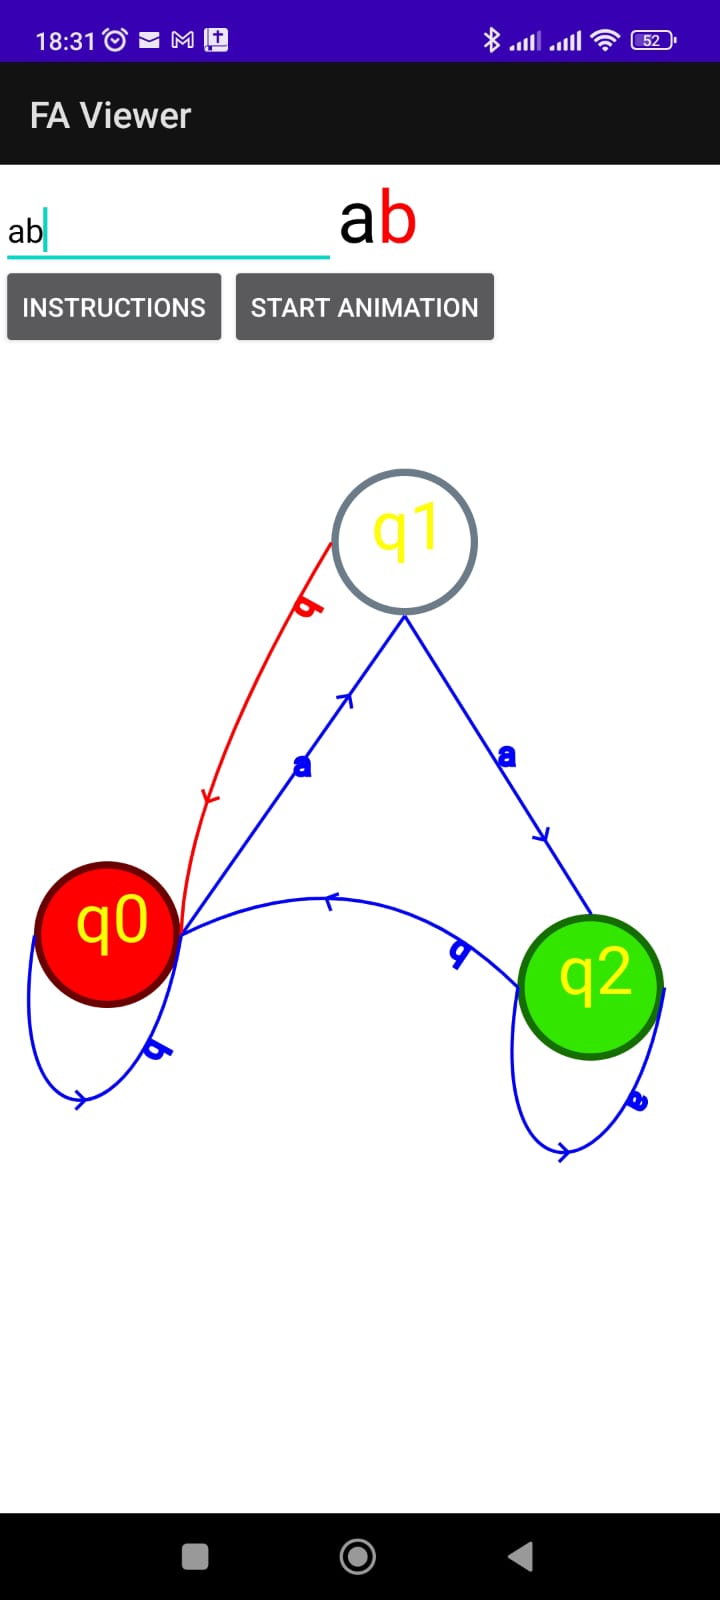 18:31 52
FA Viewer
ab ab
INSTRUCTIONS START ANIMATION
q1
b
a
a
q0
q2
b
b
a